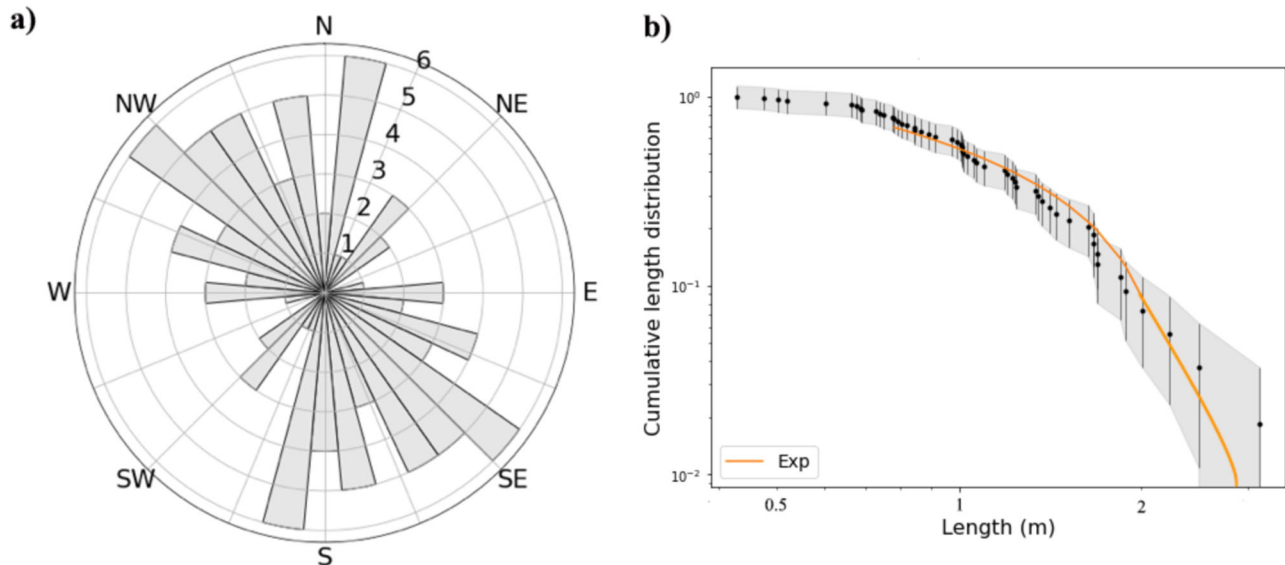 a)
N
NE
E
SE
S
SW
W
NW
6
5
4
3
2
1
b)
Cumulative length distribution
10⁰
10⁻¹
10⁻²
Exp
0.5
1
2
Length (m)